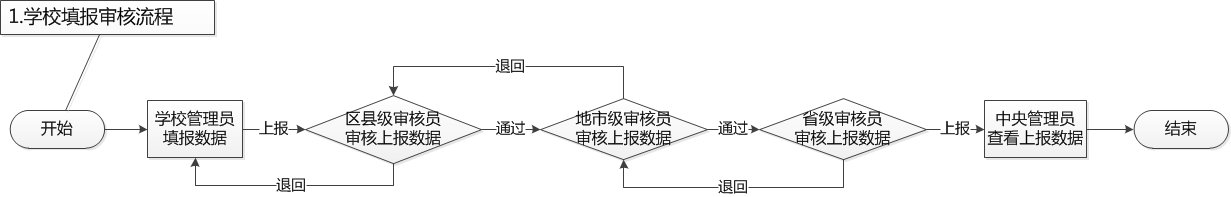 1.学校填报审核流程
退回
开始
学校管理员
填报数据
上报
区县级审核员
审核上报数据
通过
地市级审核员
审核上报数据
通过
省级审核员
审核上报数据
上报
中央管理员
查看上报数据
结束
退回
退回